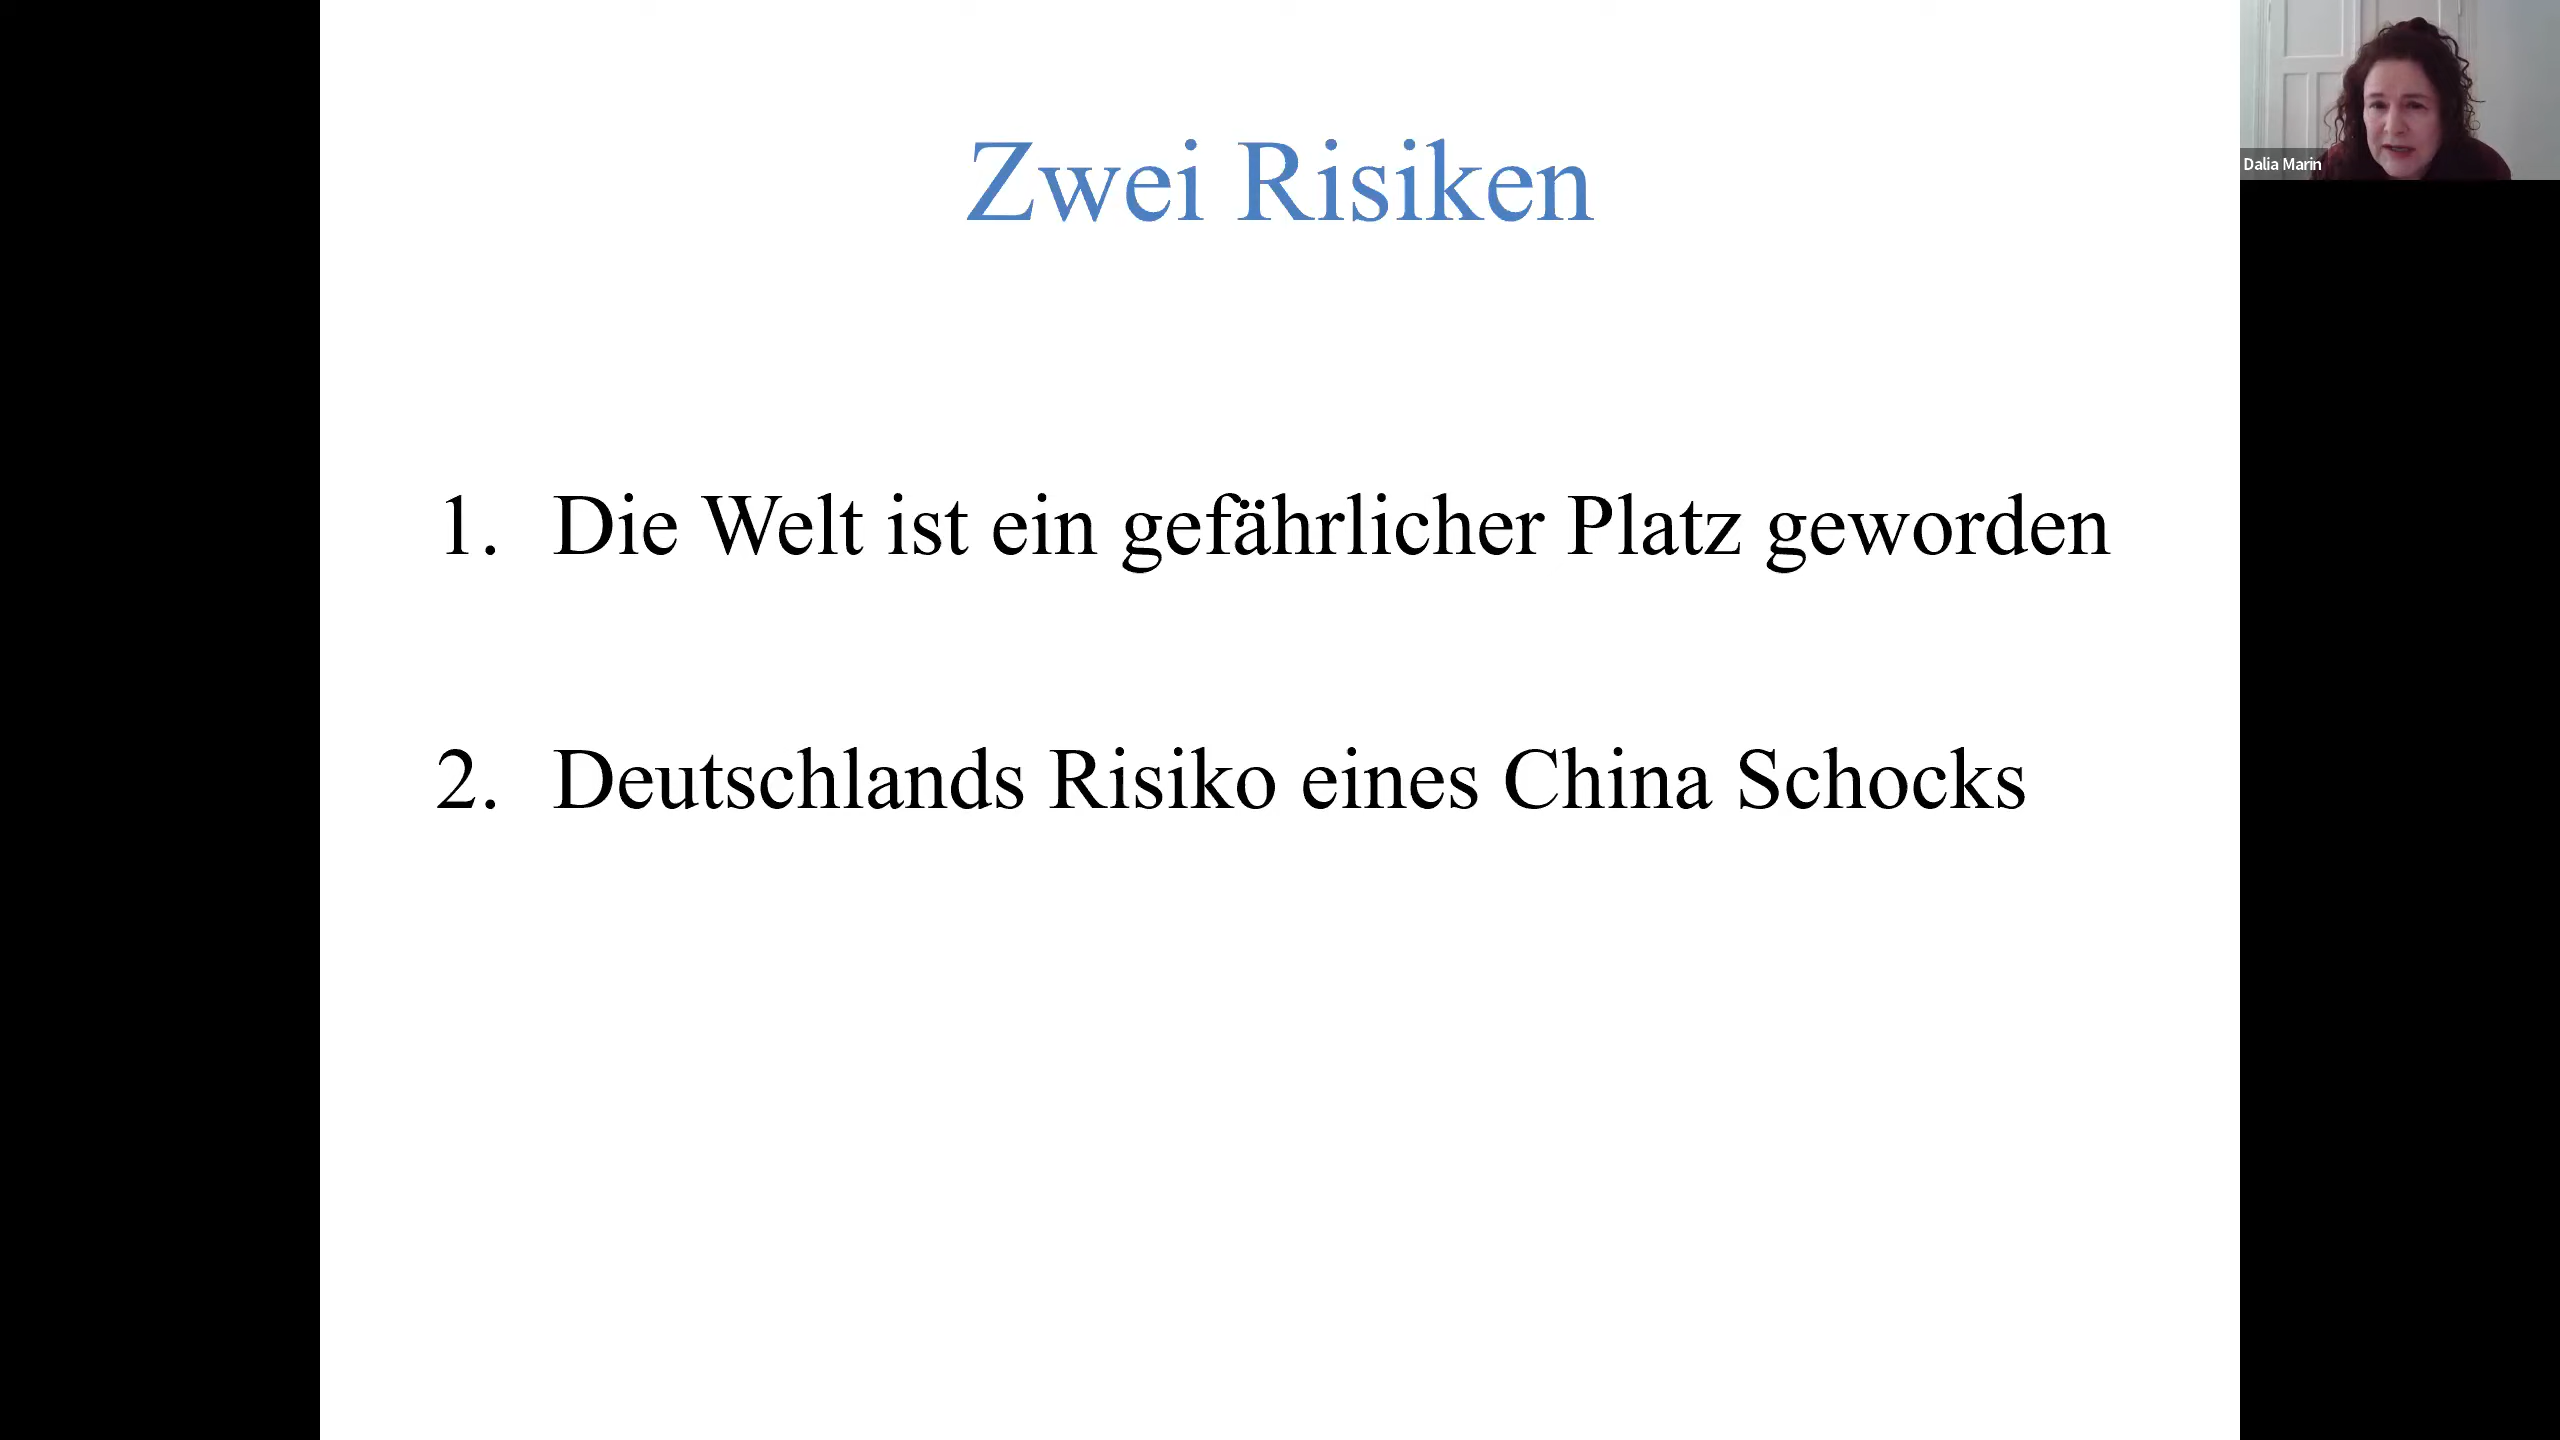 Zwei Risiken
1. Die Welt ist ein gefährlicher Platz geworden
2. Deutschlands Risiko eines China Schocks
Dalia Marin